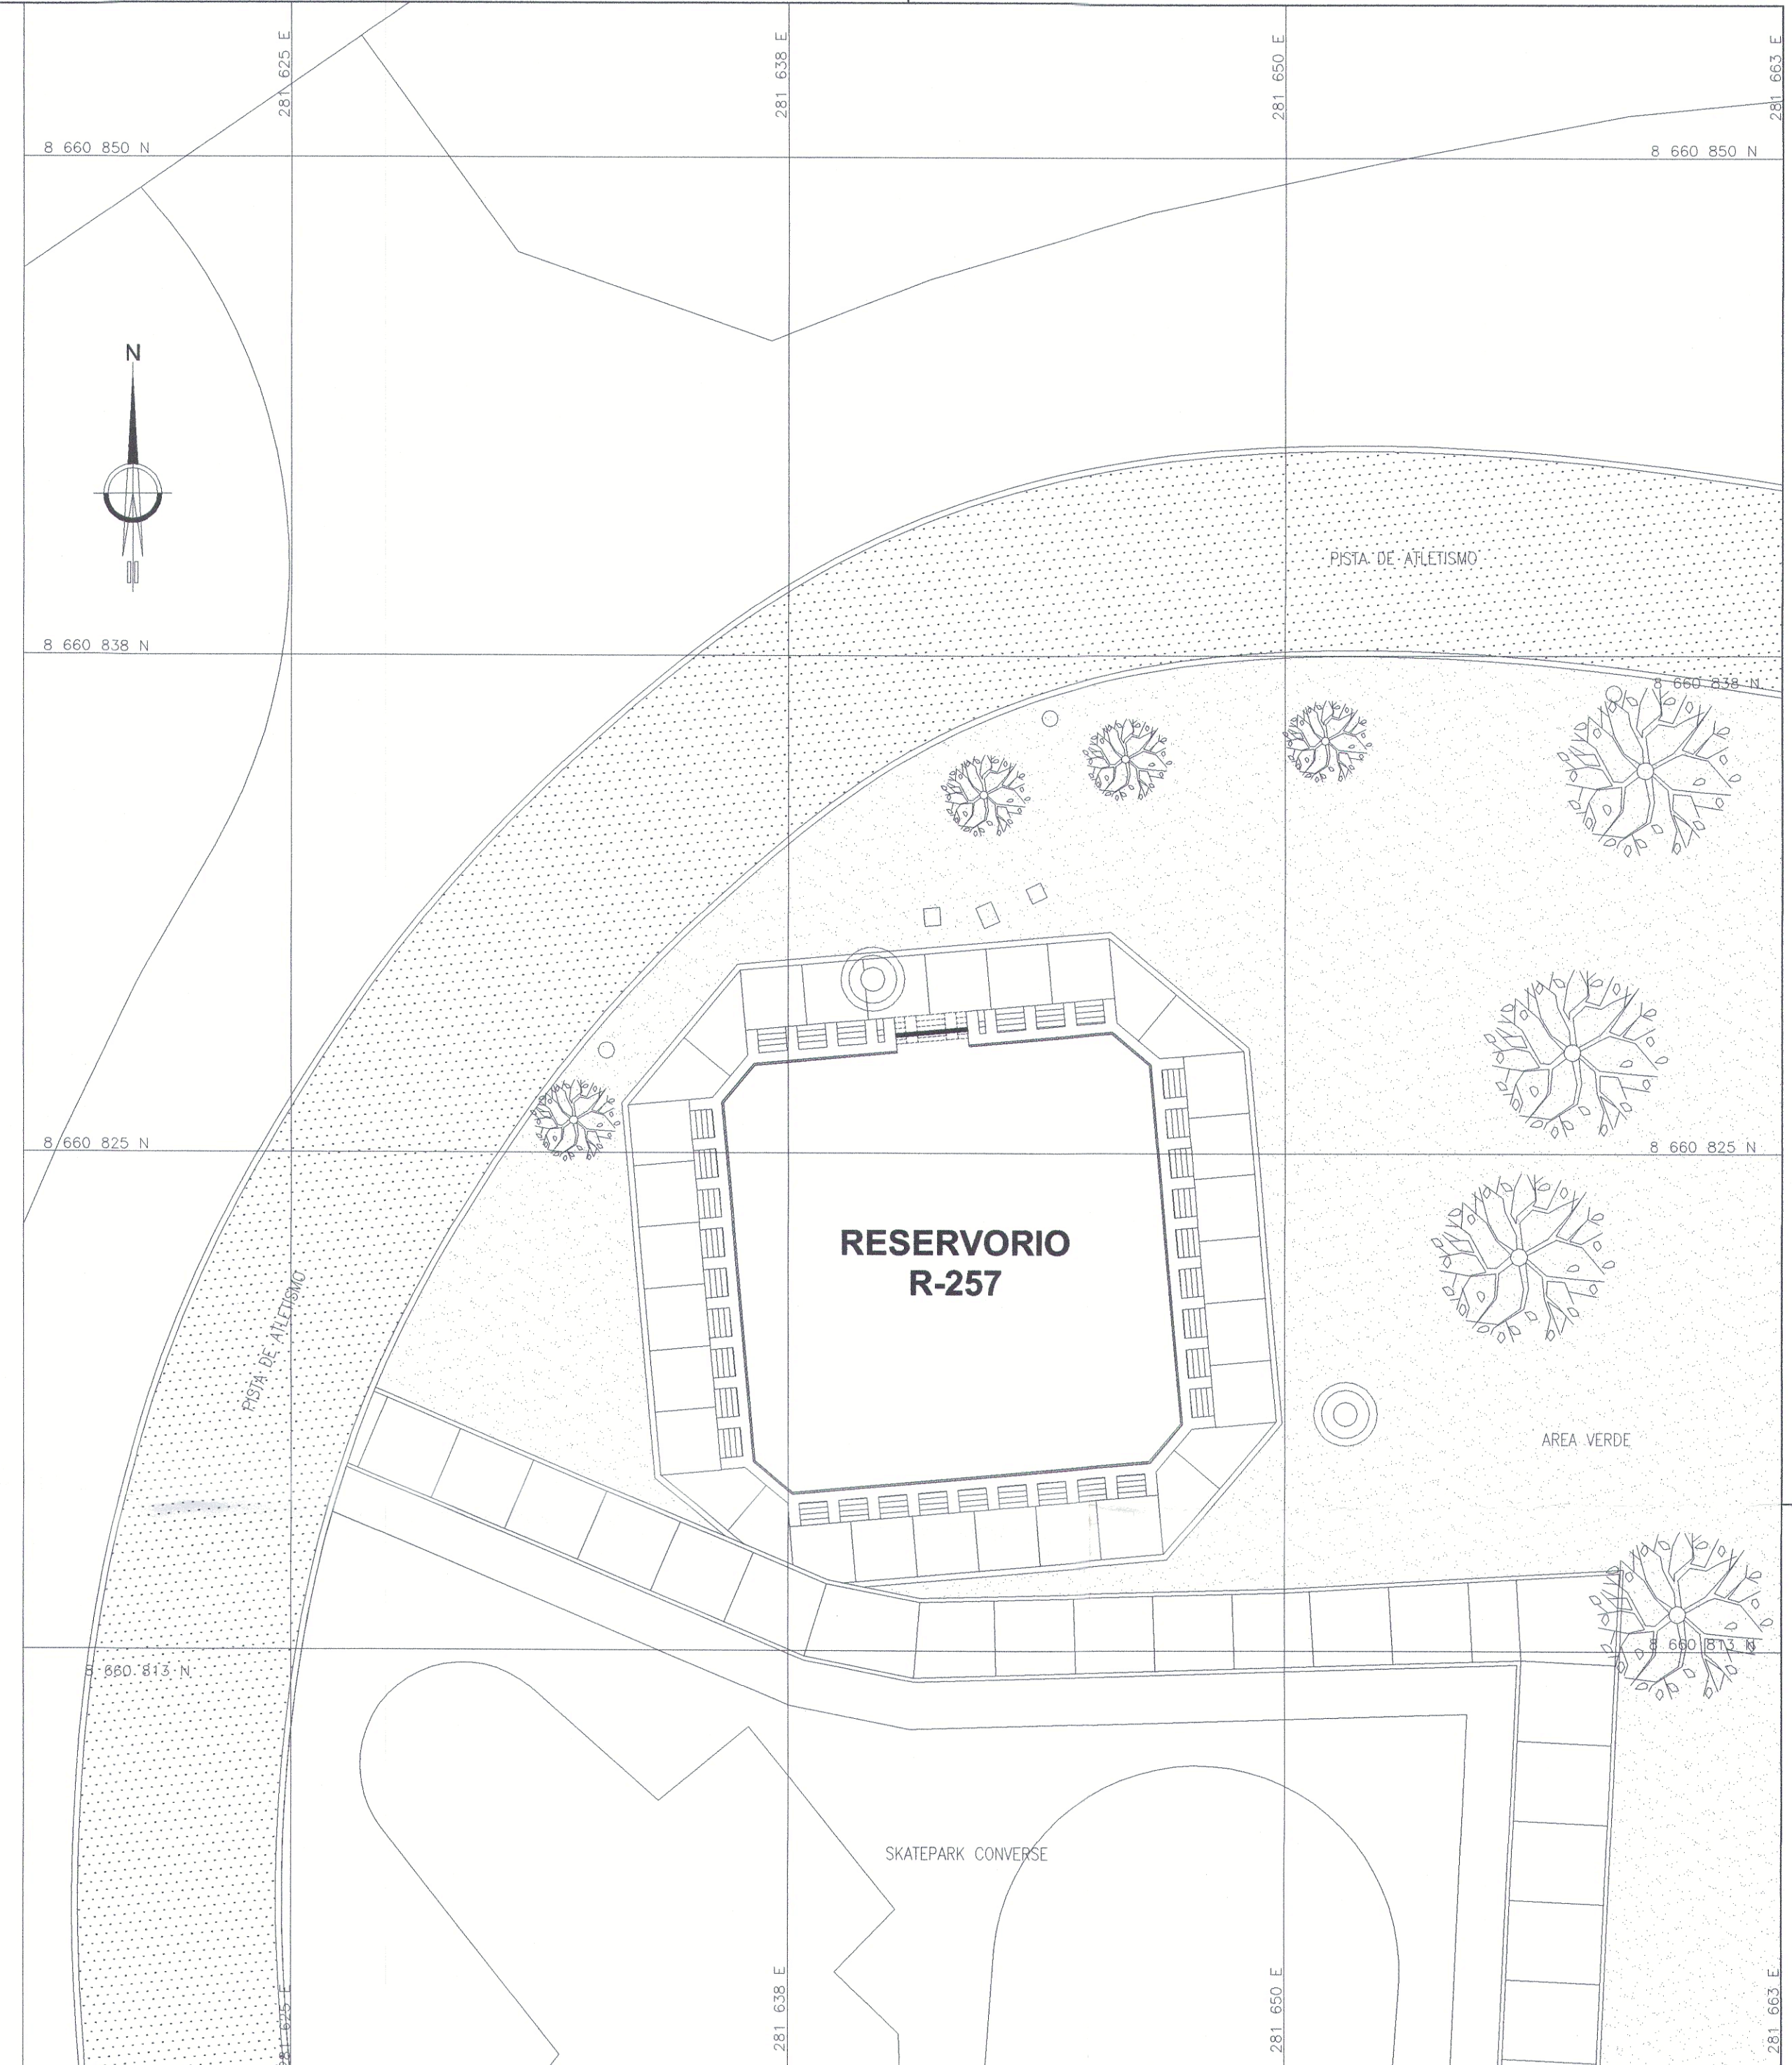 281 625 E
281 638 E
281 650 E
281 663 E
8 660 850 N
8 660 850 N
N
PISTA DE ATLETISMO
8 660 838 N
8 660 838 N
8 660 825 N
8 660 825 N
RESERVORIO
R-257
PISTA DE ATLETISMO
AREA VERDE
8 660 813 N
8 660 813 N
SKATEPARK CONVERSE
281 625 E
281 638 E
281 650 E
281 663 E